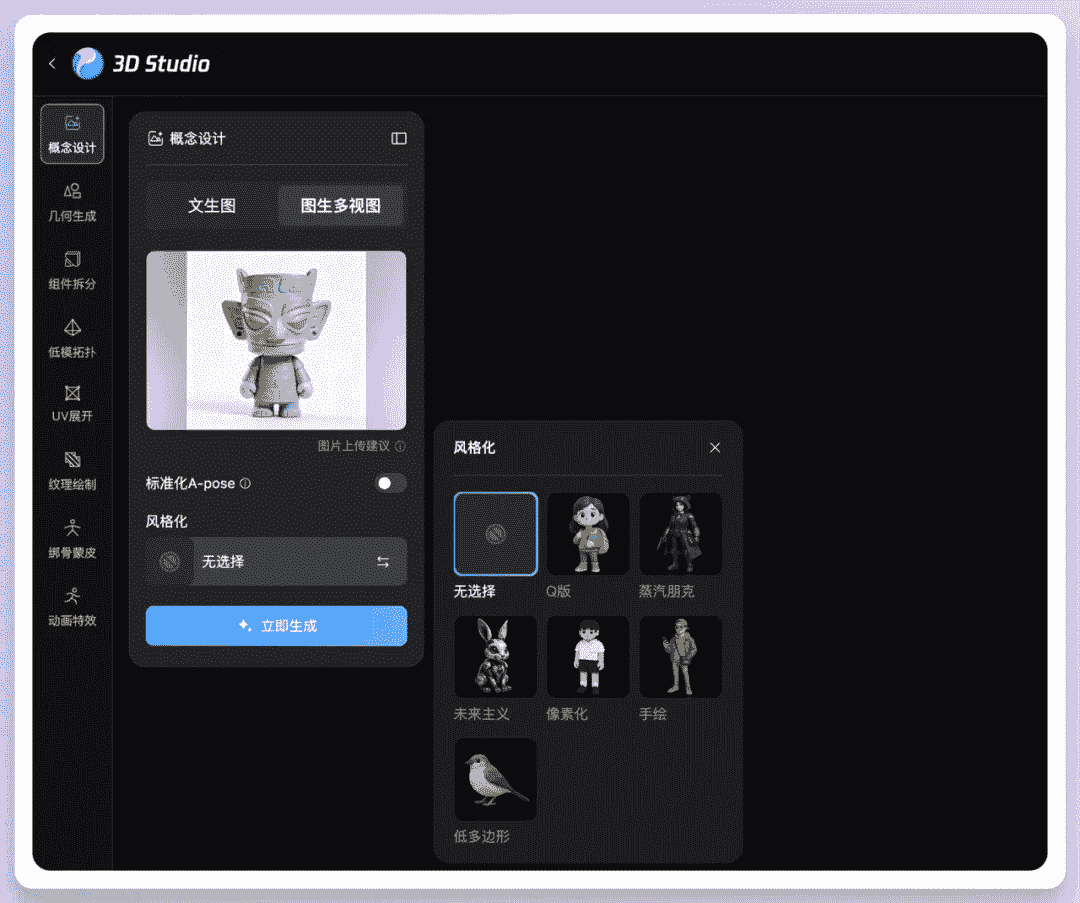 3D Studio
概念设计
几何生成
组件拆分
低模拓扑
UV展开
纹理绘制
绑骨蒙皮
动画特效
概念设计
文生图
图生多视图
图片上传建议
标准化A-pose
风格化
无选择
立即生成
风格化
无选择
Q版
蒸汽朋克
未来主义
像素化
手绘
低多边形